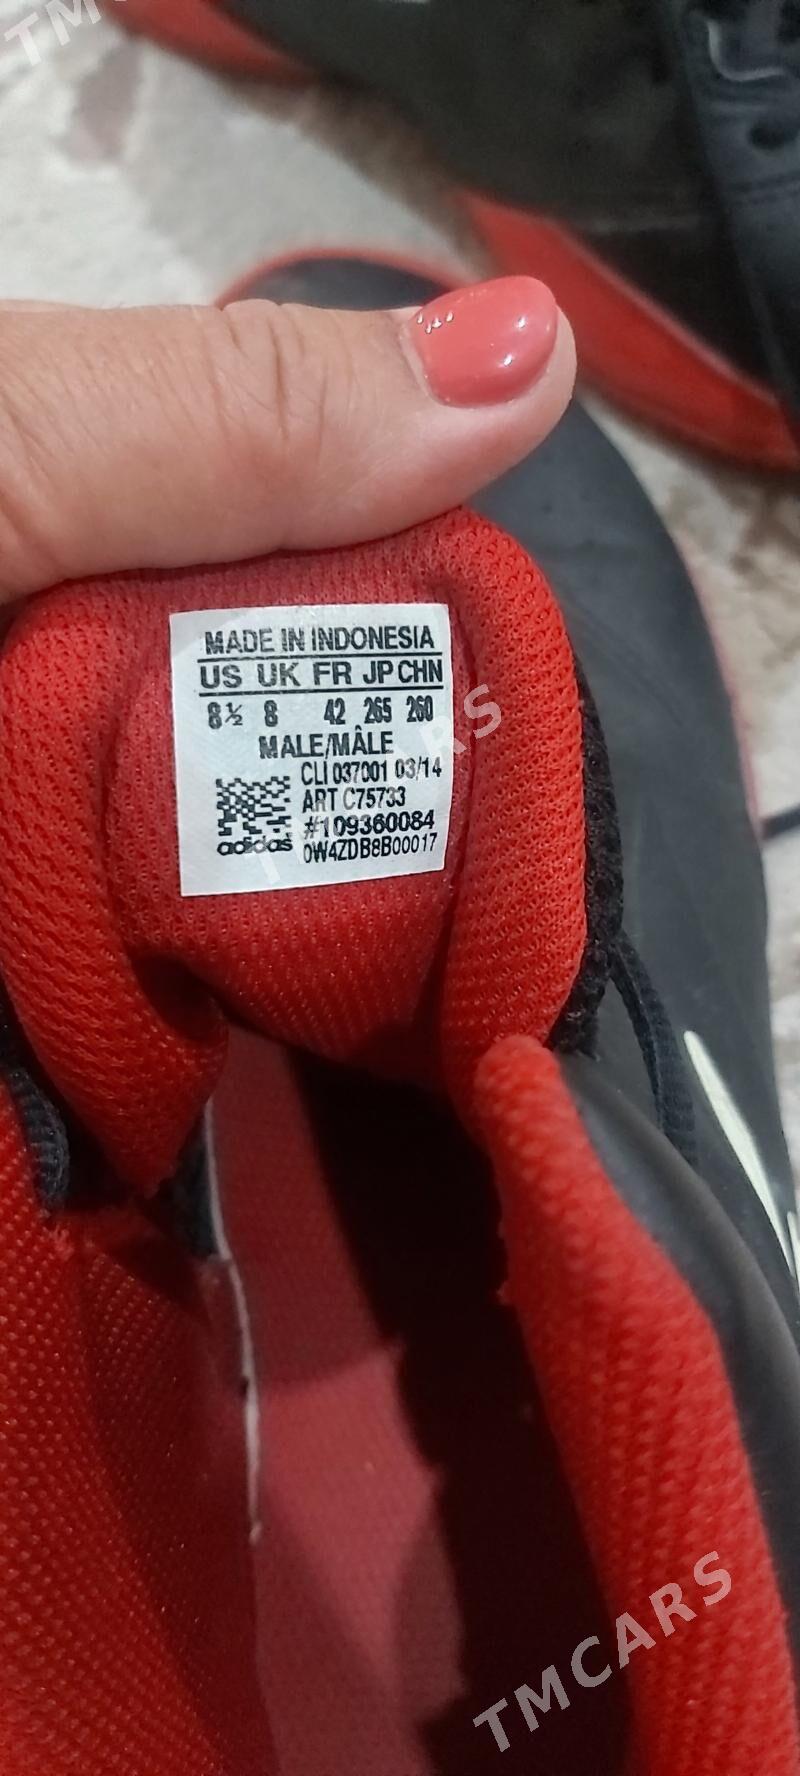 MADE IN INDONESIA
US UK FR JP CHN
8½ 8 42 265 260
MALE/MÂLE
CLI 037001 03/14
ART C75733
#109360084
adidas 0W4ZDB8B00017
TMCARS